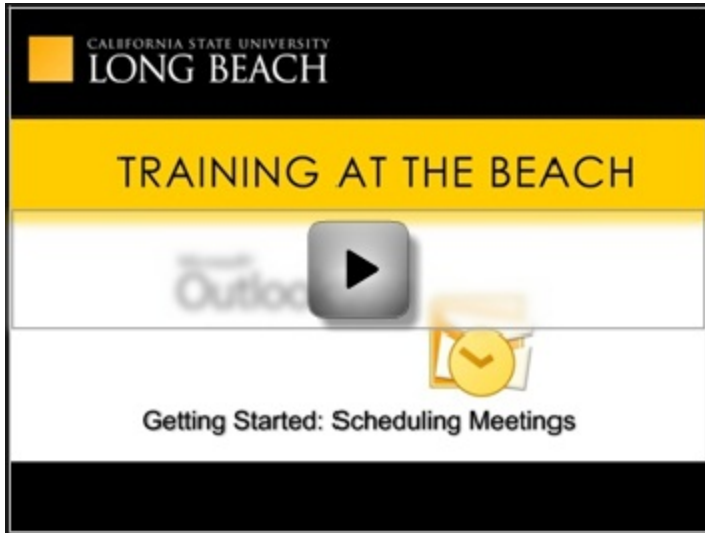 CALIFORNIA STATE UNIVERSITY
LONG BEACH
TRAINING AT THE BEACH
Getting Started: Scheduling Meetings